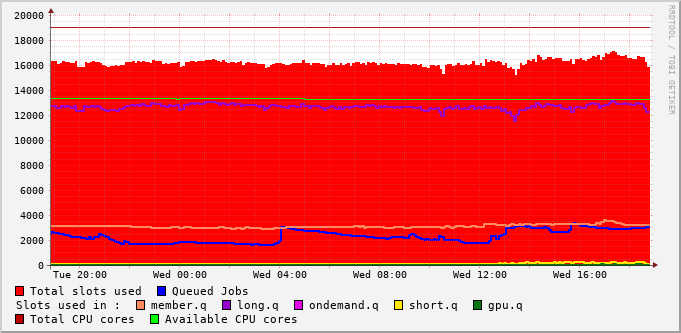 20000
18000
16000
14000
12000
10000
8000
6000
4000
2000
0
Tue 20:00 Wed 00:00 Wed 04:00 Wed 08:00 Wed 12:00 Wed 16:00
Total slots used Queued Jobs
Slots used in : member.q long.q ondemand.q short.q gpu.q
Total CPU cores Available CPU cores
RRDTOOL / TOBI OETIKER